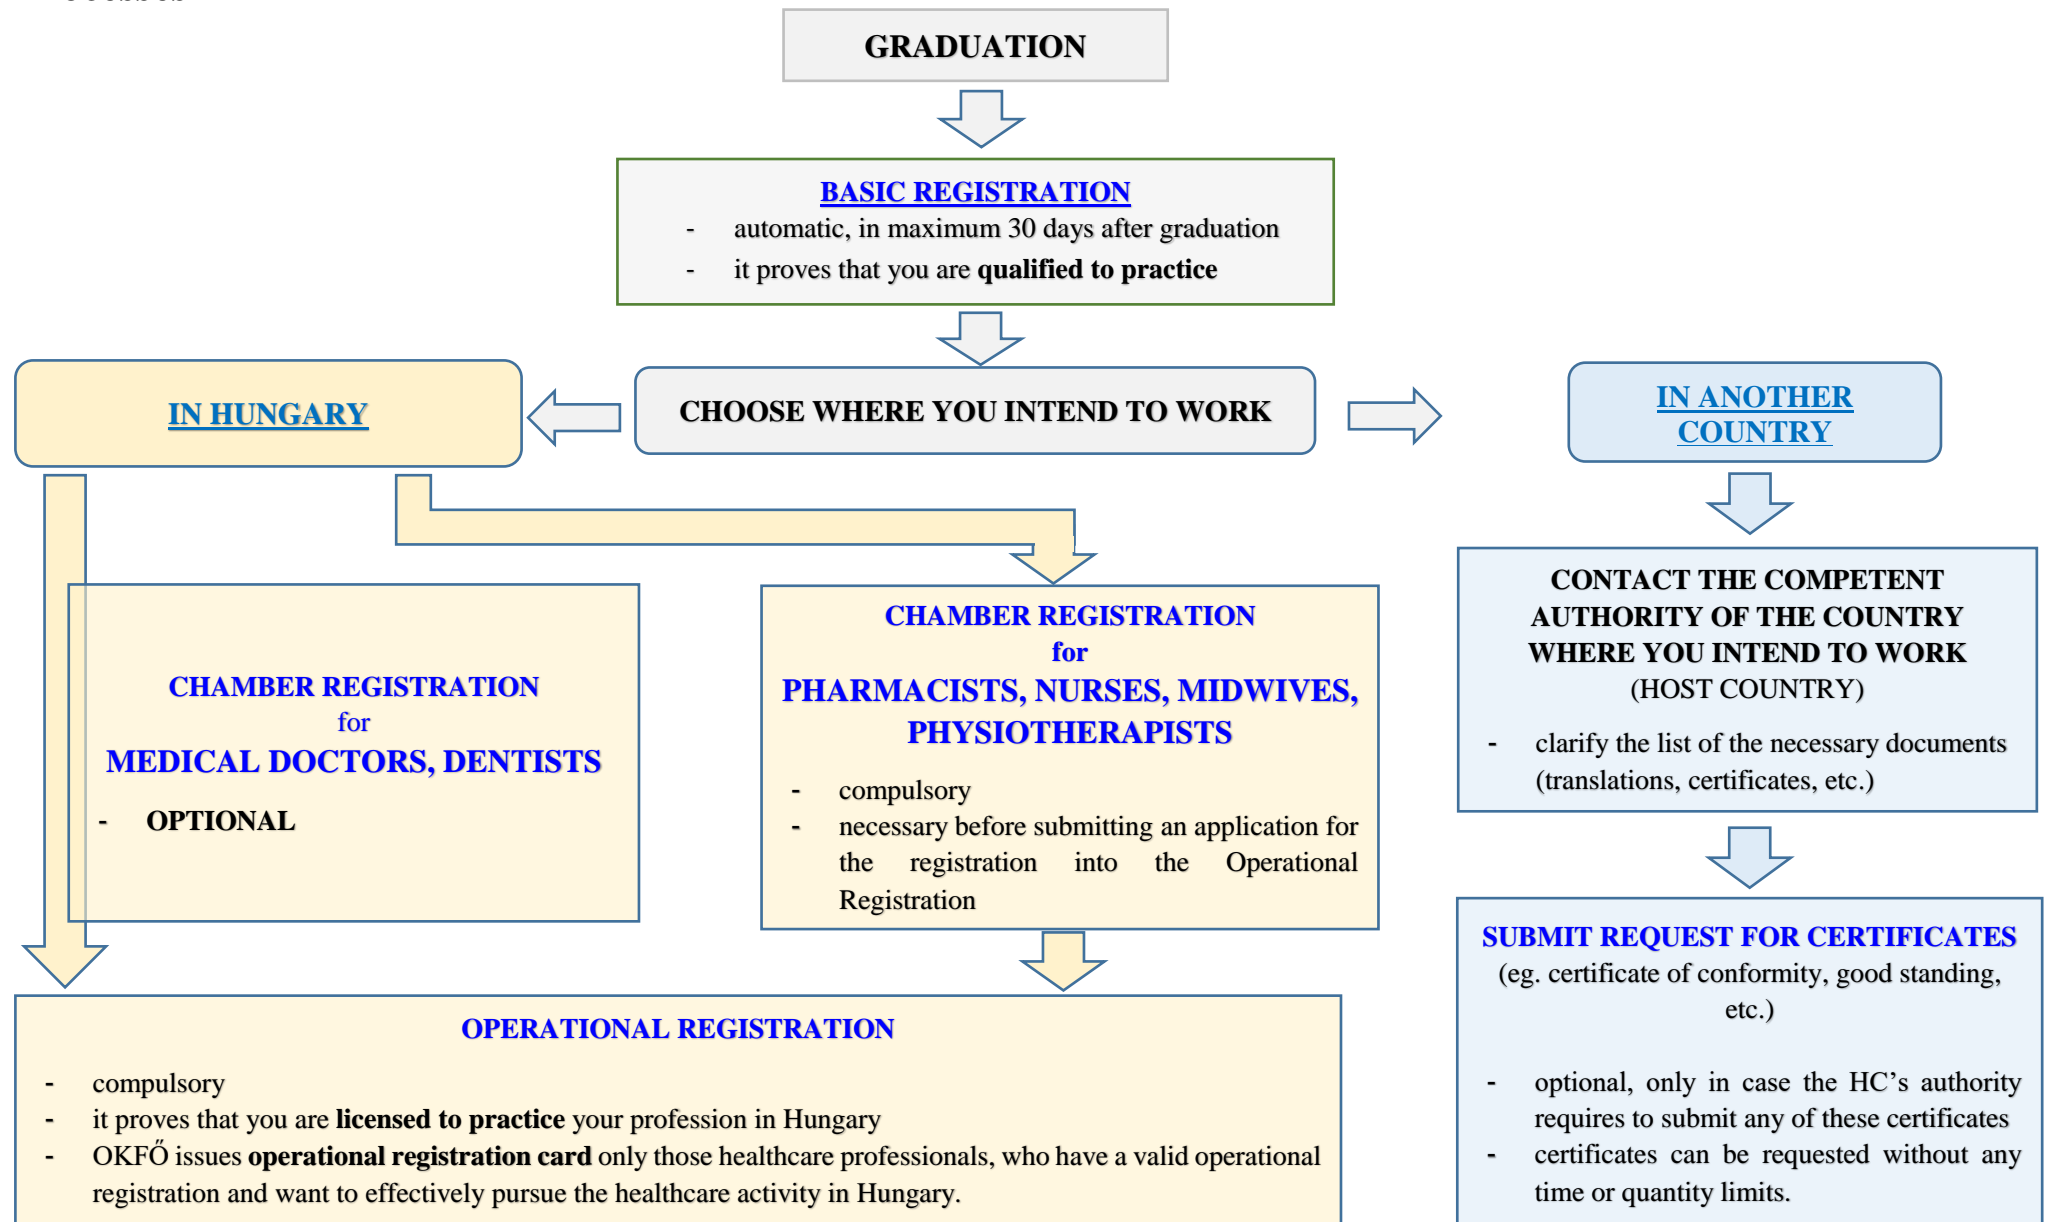 GRADUATION
BASIC REGISTRATION
- automatic, in maximum 30 days after graduation
- it proves that you are qualified to practice
IN HUNGARY
CHOOSE WHERE YOU INTEND TO WORK
IN ANOTHER
COUNTRY
CHAMBER REGISTRATION
for
MEDICAL DOCTORS, DENTISTS
- OPTIONAL
CHAMBER REGISTRATION
for
PHARMACISTS, NURSES, MIDWIVES,
PHYSIOTHERAPISTS
- compulsory
- necessary before submitting an application for
the registration into the Operational
Registration
CONTACT THE COMPETENT
AUTHORITY OF THE COUNTRY
WHERE YOU INTEND TO WORK
(HOST COUNTRY)
- clarify the list of the necessary documents
(translations, certificates, etc.)
OPERATIONAL REGISTRATION
- compulsory
- it proves that you are licensed to practice your profession in Hungary
- OKFŐ issues operational registration card only those healthcare professionals, who have a valid operational
registration and want to effectively pursue the healthcare activity in Hungary.
SUBMIT REQUEST FOR CERTIFICATES
(eg. certificate of conformity, good standing,
etc.)
- optional, only in case the HC’s authority
requires to submit any of these certificates
- certificates can be requested without any
time or quantity limits.